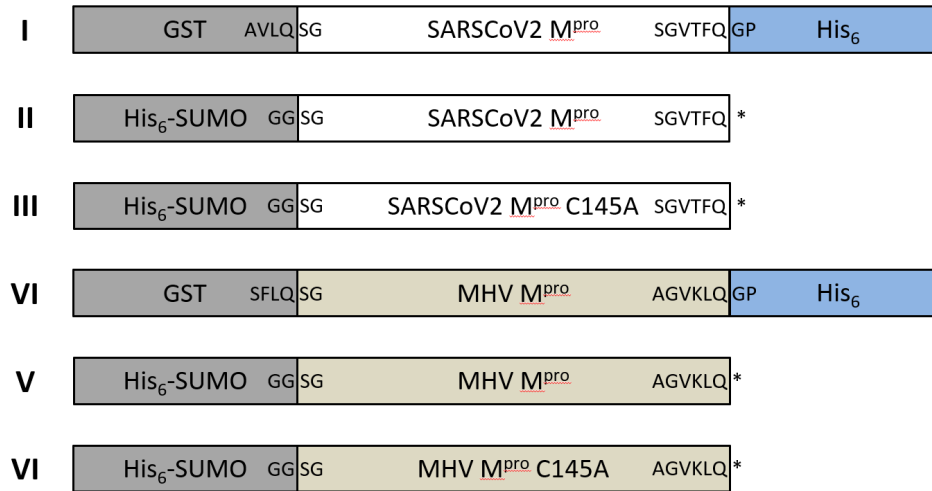 I GST AVLQ SG SARSCoV2 Mᵖʳᵒ SGVTFQ GP His₆
II His₆-SUMO GG SG SARSCoV2 Mᵖʳᵒ SGVTFQ *
III His₆-SUMO GG SG SARSCoV2 Mᵖʳᵒ C145A SGVTFQ *
VI GST SFLQ SG MHV Mᵖʳᵒ AGVKLQ GP His₆
V His₆-SUMO GG SG MHV Mᵖʳᵒ AGVKLQ *
VI His₆-SUMO GG SG MHV Mᵖʳᵒ C145A AGVKLQ *